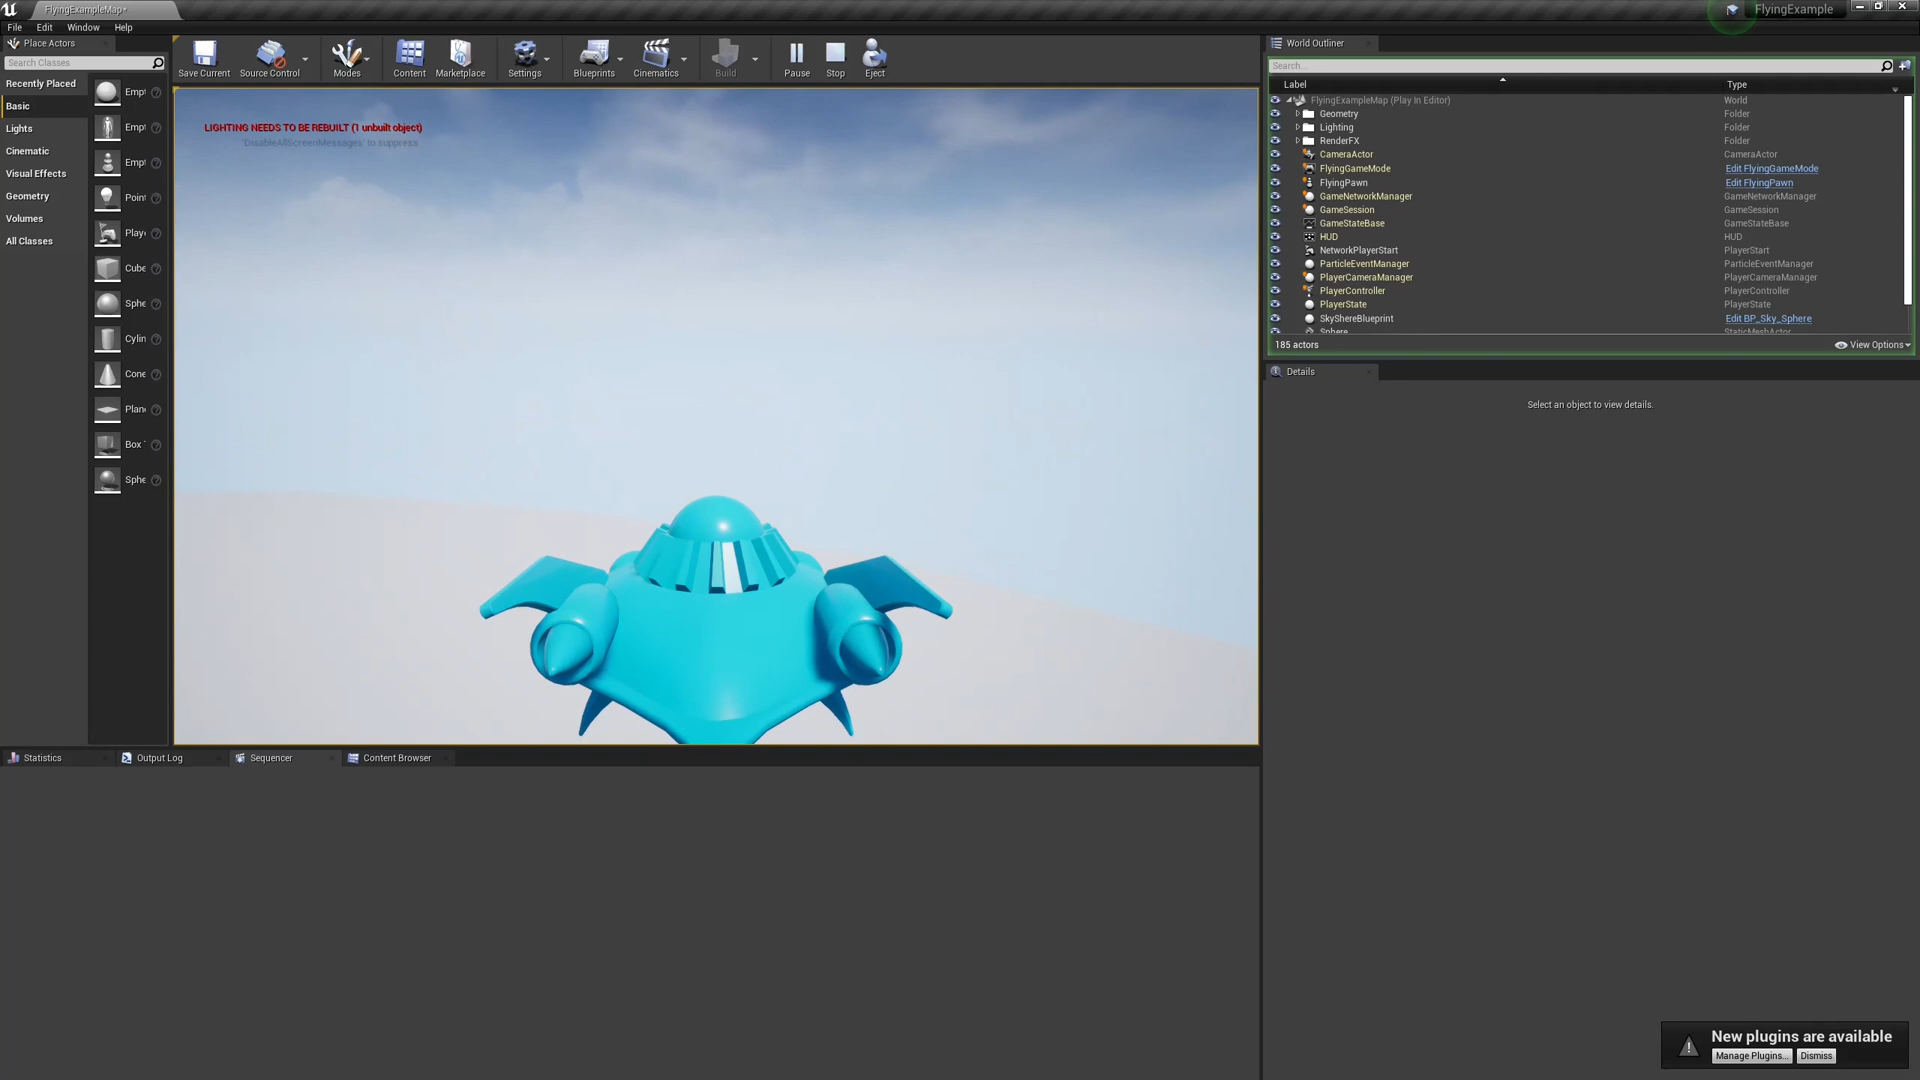 FlyingExampleMap*
FlyingExample
File Edit Window Help
Place Actors
Search Classes
Recently Placed
Basic
Lights
Cinematic
Visual Effects
Geometry
Volumes
All Classes
Empt
Empt
Empt
Point
Playe
Cube
Sphe
Cylin
Cone
Plane
Box T
Sphe
Save Current
Source Control
Modes
Content
Marketplace
Settings
Blueprints
Cinematics
Build
Pause
Stop
Eject
LIGHTING NEEDS TO BE REBUILT (1 unbuilt object)
'DisableAllScreenMessages' to suppress
World Outliner
Search...
Label Type
FlyingExampleMap (Play In Editor) World
Geometry Folder
Lighting Folder
RenderFX Folder
CameraActor CameraActor
FlyingGameMode Edit FlyingGameMode
FlyingPawn Edit FlyingPawn
GameNetworkManager GameNetworkManager
GameSession GameSession
GameStateBase GameStateBase
HUD HUD
NetworkPlayerStart PlayerStart
ParticleEventManager ParticleEventManager
PlayerCameraManager PlayerCameraManager
PlayerController PlayerController
PlayerState PlayerState
SkyShereBlueprint Edit BP_Sky_Sphere
Sphere StaticMeshActor
185 actors View Options
Details
Select an object to view details.
Statistics
Output Log
Sequencer
Content Browser
New plugins are available
Manage Plugins... Dismiss